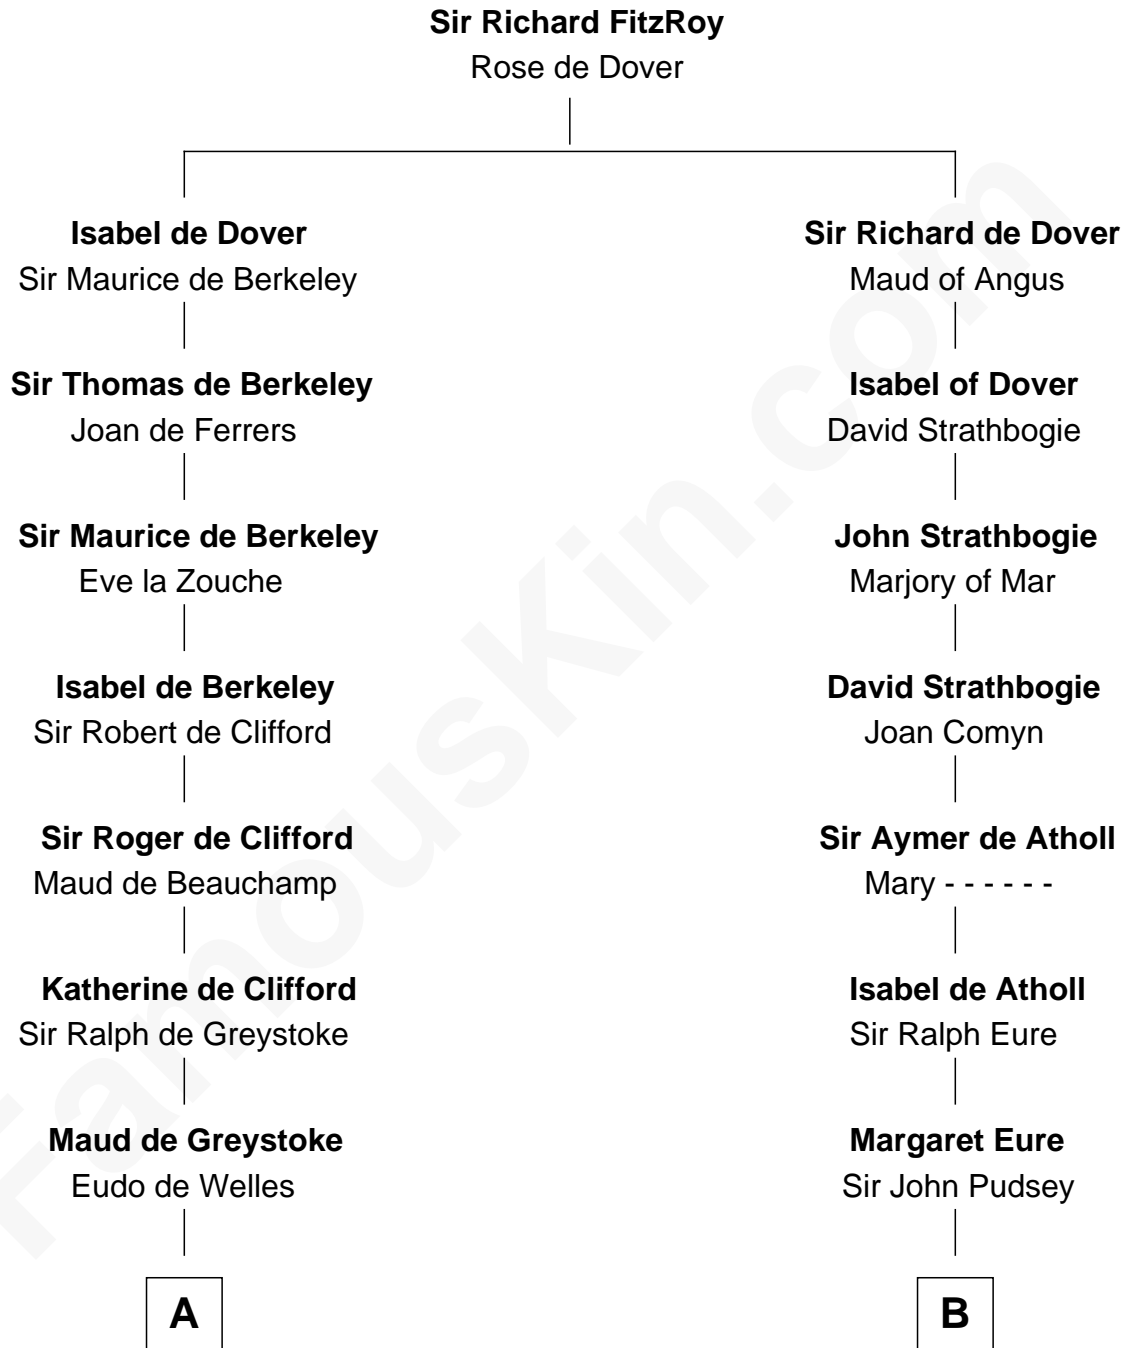 Sir Richard FitzRoy
Rose de Dover
Isabel de Dover
Sir Maurice de Berkeley
Sir Thomas de Berkeley
Joan de Ferrers
Sir Maurice de Berkeley
Eve la Zouche
Isabel de Berkeley
Sir Robert de Clifford
Sir Roger de Clifford
Maud de Beauchamp
Katherine de Clifford
Sir Ralph de Greystoke
Maud de Greystoke
Eudo de Welles
A
Sir Richard de Dover
Maud of Angus
Isabel of Dover
David Strathbogie
John Strathbogie
Marjory of Mar
David Strathbogie
Joan Comyn
Sir Aymer de Atholl
Mary - - - - - -
Isabel de Atholl
Sir Ralph Eure
Margaret Eure
Sir John Pudsey
B
FamousKin.com